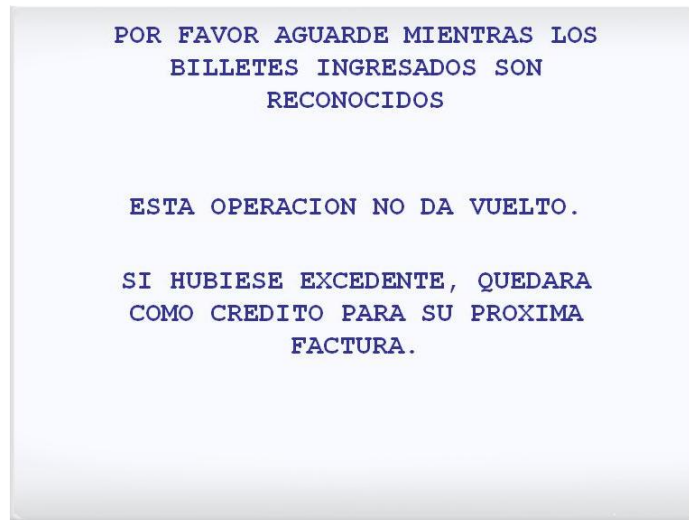 POR FAVOR AGUARDE MIENTRAS LOS
BILLETES INGRESADOS SON
RECONOCIDOS
ESTA OPERACION NO DA VUELTO.
SI HUBIESE EXCEDENTE, QUEDARA
COMO CREDITO PARA SU PROXIMA
FACTURA.